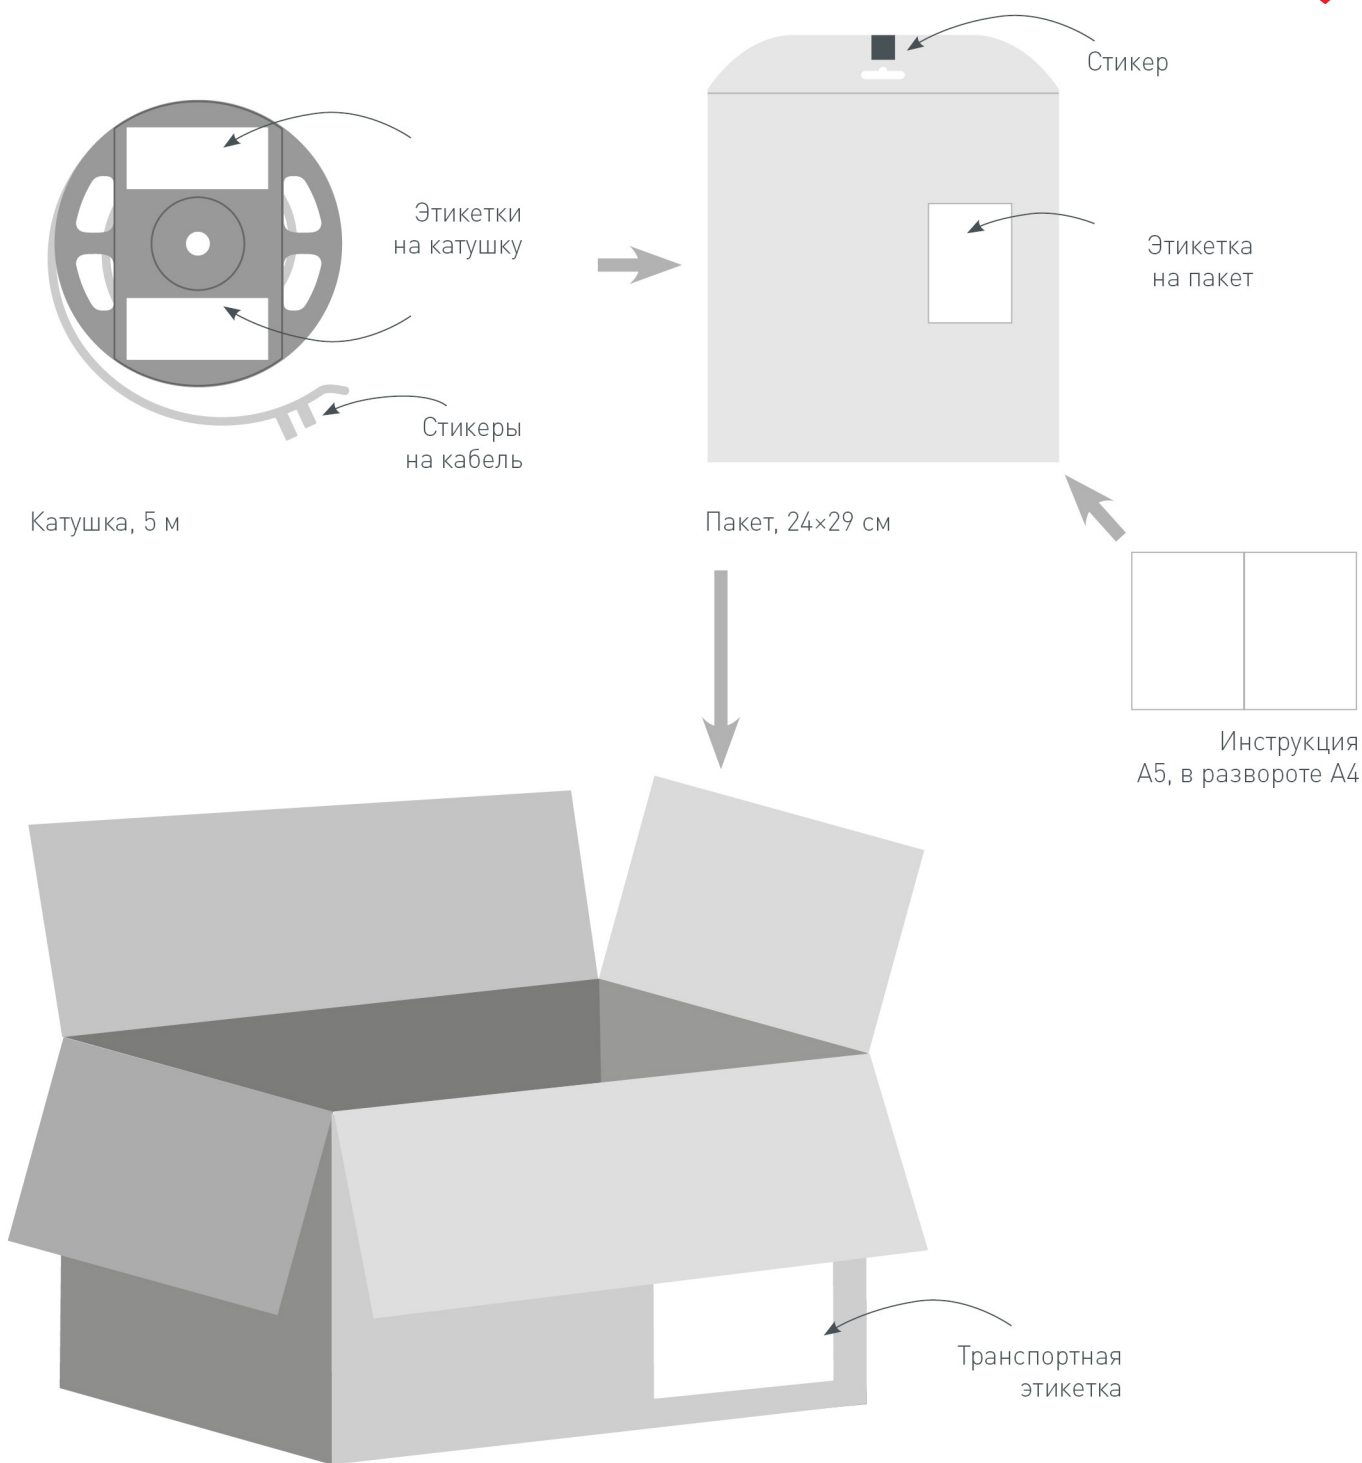 Стикер
Этикетки
на катушку
Этикетка
на пакет
Стикеры
на кабель
Катушка, 5 м
Пакет, 24×29 см
Инструкция
А5, в развороте А4
Транспортная
этикетка